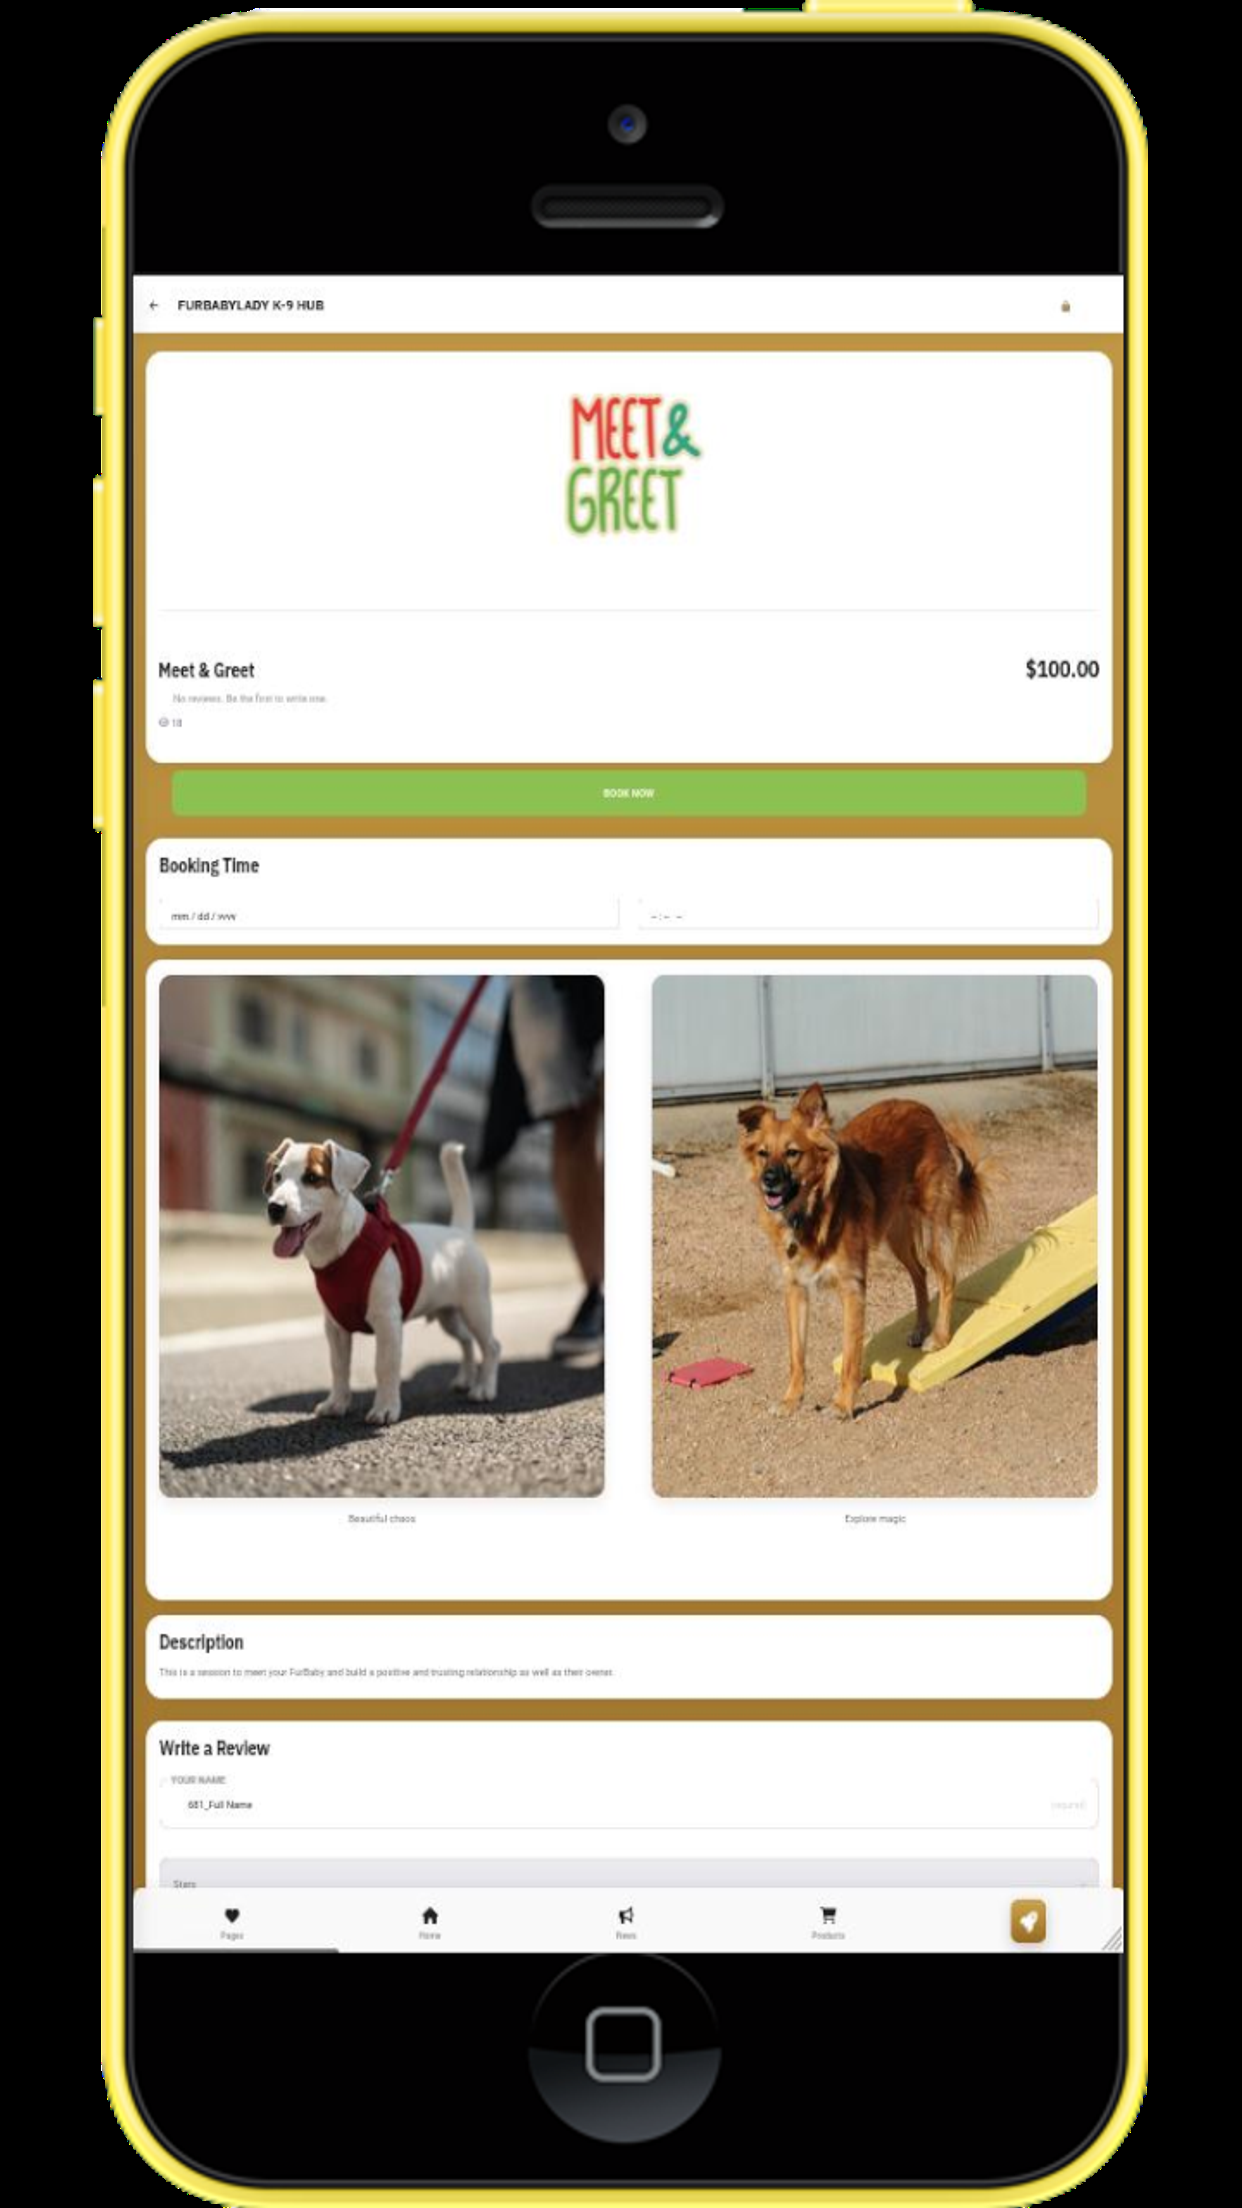 FURBABYLADY K-9 HUB
MEET &
GREET
Meet & Greet
$100.00
No reviews. Be the first to write one.
18
BOOK NOW
Booking Time
mm / dd / yyyy
--:-- --
Beautiful chaos
Explore magic
Description
This is a session to meet your FurBaby and build a positive and trusting relationship as well as their owner.
Write a Review
YOUR NAME
681_Full Name
(required)
Stars
Pages
Home
News
Products